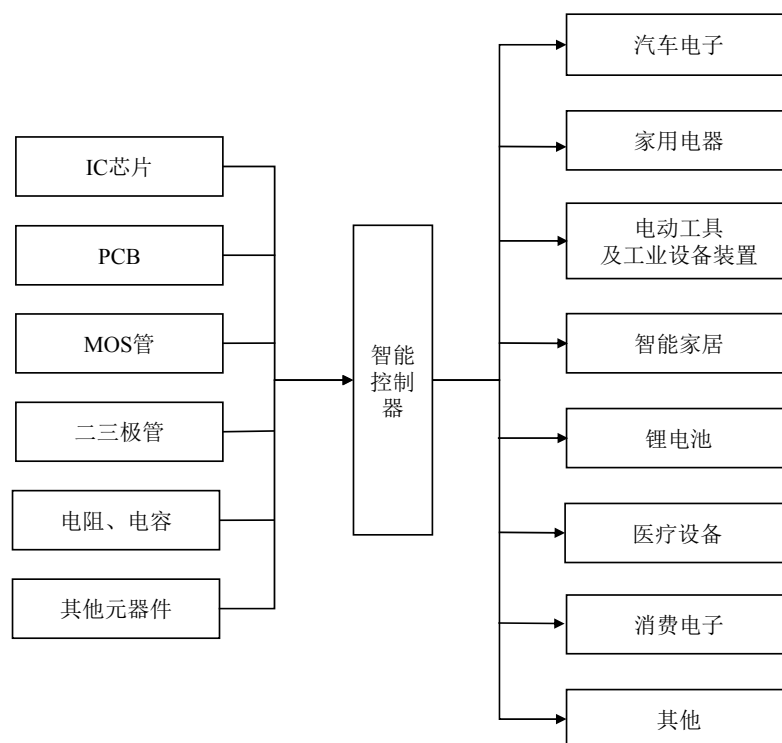 IC芯片
PCB
MOS管
二三极管
电阻、电容
其他元器件
智能
控制
器
汽车电子
家用电器
电动工具
及工业设备装置
智能家居
锂电池
医疗设备
消费电子
其他